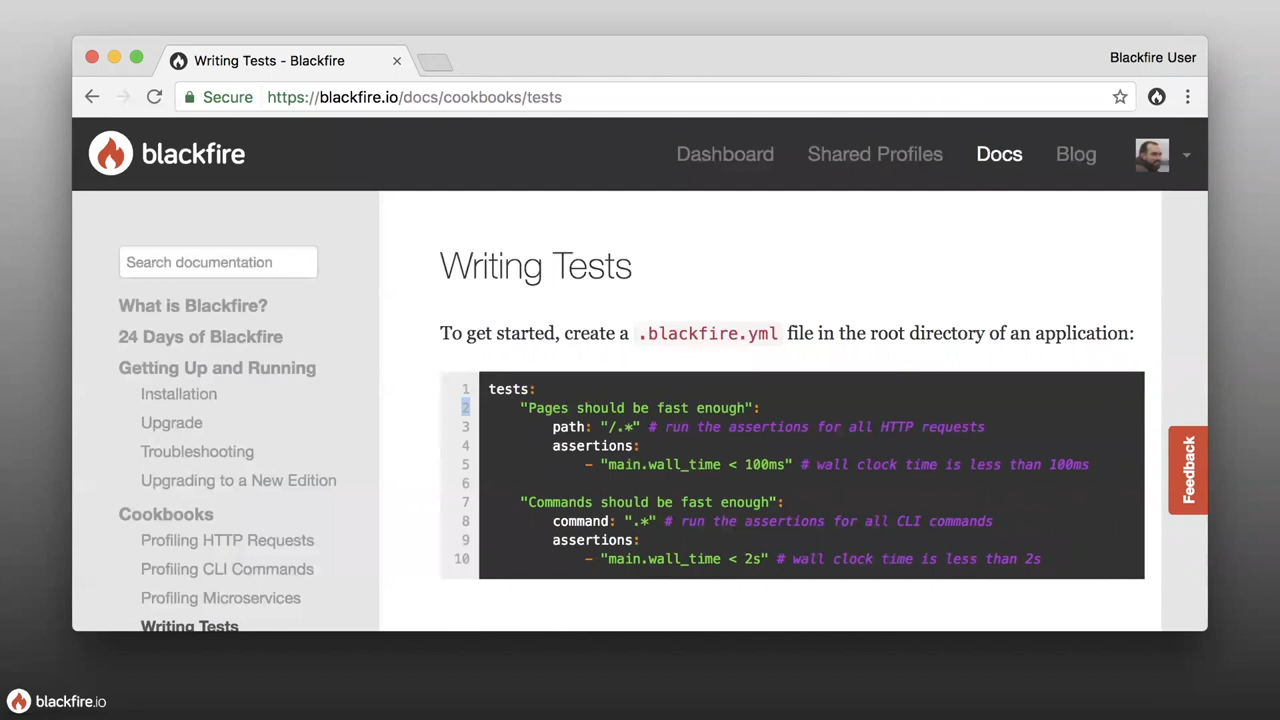 Writing Tests - Blackfire
Blackfire User
Secure https://blackfire.io/docs/cookbooks/tests
blackfire
Dashboard Shared Profiles Docs Blog
Search documentation
What is Blackfire?
24 Days of Blackfire
Getting Up and Running
Installation
Upgrade
Troubleshooting
Upgrading to a New Edition
Cookbooks
Profiling HTTP Requests
Profiling CLI Commands
Profiling Microservices
Writing Tests
Writing Tests
To get started, create a .blackfire.yml file in the root directory of an application:
1 tests:
2 "Pages should be fast enough":
3 path: "/.*" # run the assertions for all HTTP requests
4 assertions:
5 - "main.wall_time < 100ms" # wall clock time is less than 100ms
6
7 "Commands should be fast enough":
8 command: ".*" # run the assertions for all CLI commands
9 assertions:
10 - "main.wall_time < 2s" # wall clock time is less than 2s
Feedback
blackfire.io